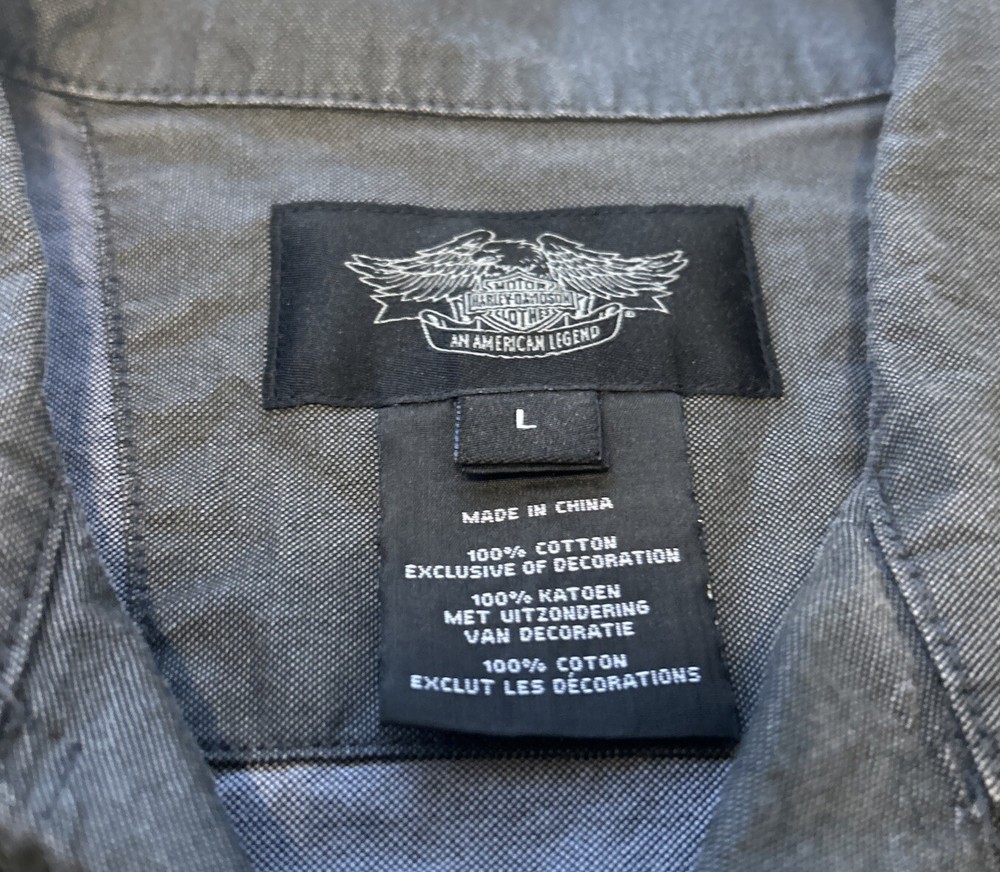 MOTOR
HARLEY-DAVIDSON
CLOTHES
®
AN AMERICAN LEGEND
L
MADE IN CHINA
100% COTTON
EXCLUSIVE OF DECORATION
100% KATOEN
MET UITZONDERING
VAN DECORATIE
100% COTON
EXCLUT LES DÉCORATIONS